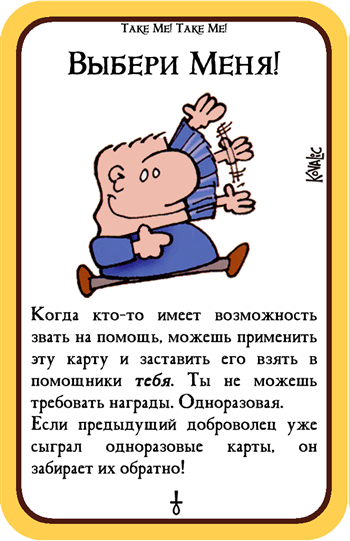 Take Me! Take Me!
Выбери Меня!
Kovalic
Когда кто-то имеет возможность
звать на помощь, можешь применить
эту карту и заставить его взять в
помощники тебя. Ты не можешь
требовать награды. Одноразовая.
Если предыдущий доброволец уже
сыграл одноразовые карты, он
забирает их обратно!